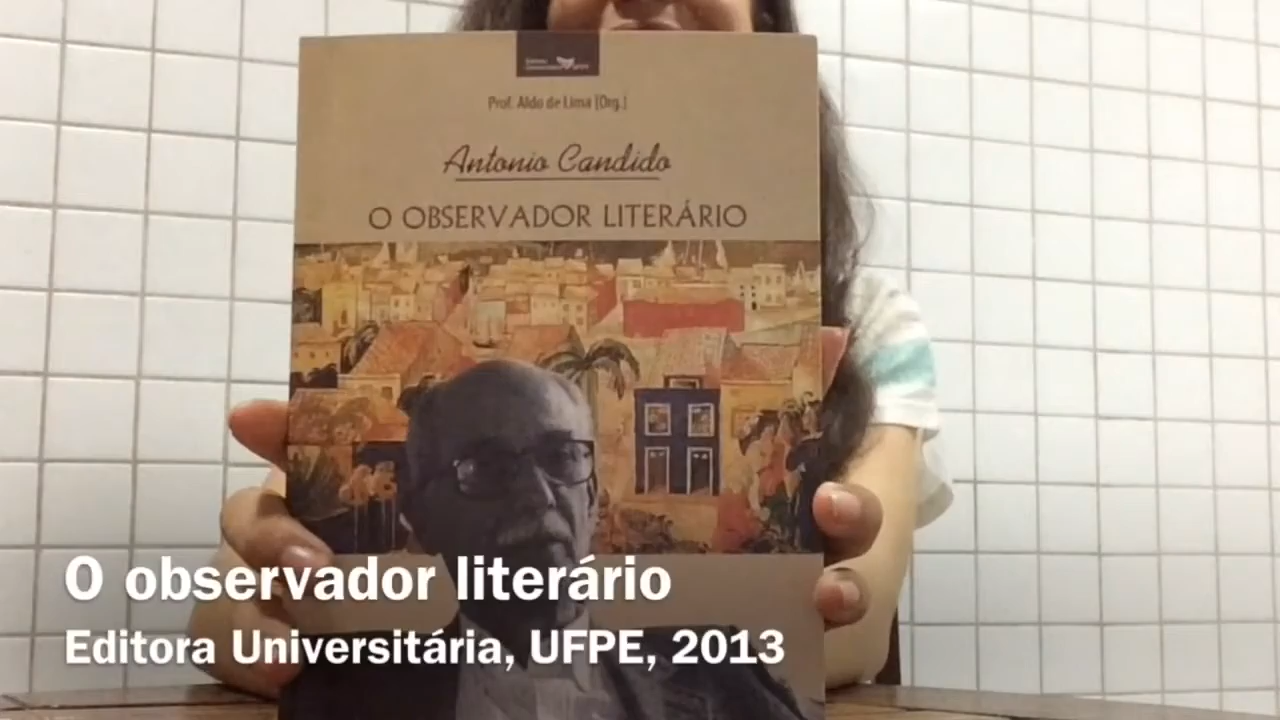 Prof. Aldo de Lima (Org.)
Antonio Candido
O OBSERVADOR LITERÁRIO
O observador literário
Editora Universitária, UFPE, 2013